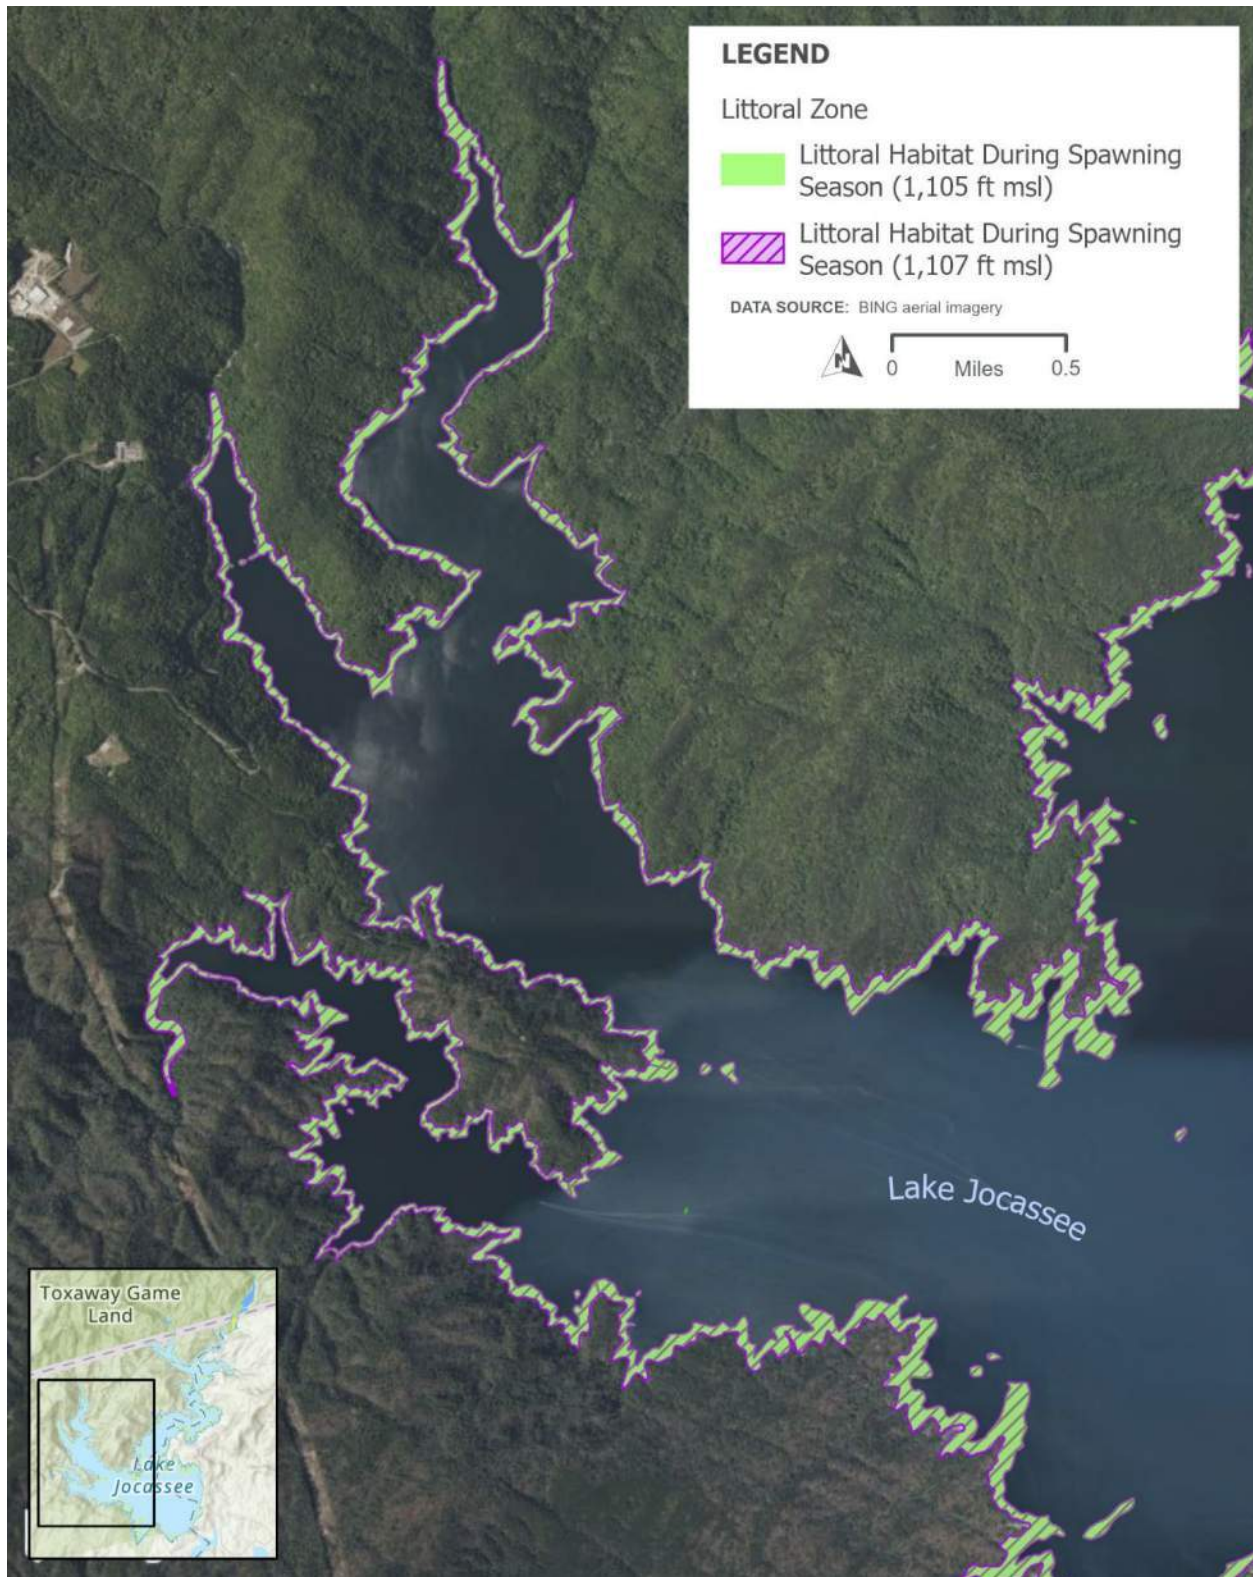 LEGEND
Littoral Zone
Littoral Habitat During Spawning
Season (1,105 ft msl)
Littoral Habitat During Spawning
Season (1,107 ft msl)
DATA SOURCE: BING aerial imagery
N
0 Miles 0.5
Lake Jocassee
Toxaway Game
Land
Lake
Jocassee